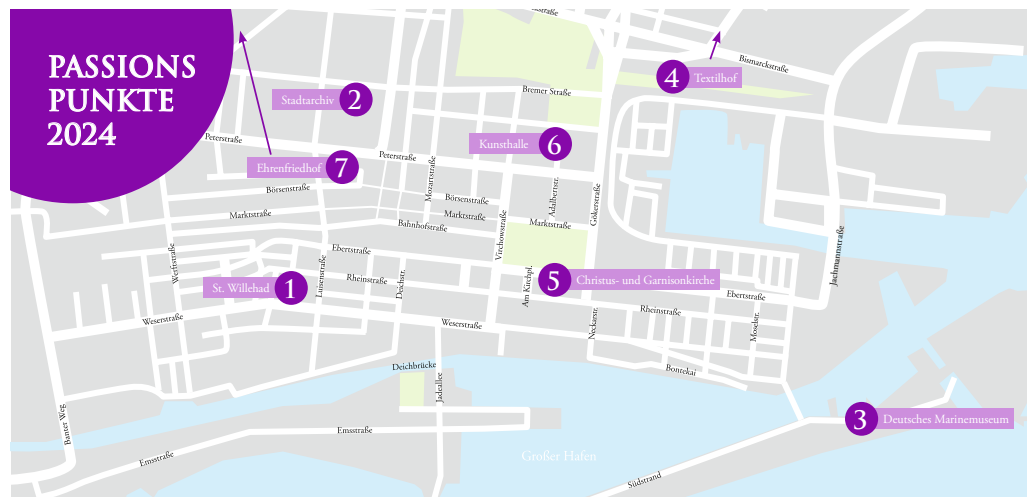 PASSIONS
PUNKTE
2024
straße
Bismarckstraße
4 Textilhof
Bremer Straße
Stadtarchiv 2
Peterstraße
Kunsthalle 6
Peterstraße
Ehrenfriedhof 7
Mozartstraße
Börsenstraße
Börsenstraße
Adalbertstr.
Gökerstraße
Marktstraße
Marktstraße
Marktstraße
Bahnhofstraße
Virchowstraße
Werftstraße
Ebertstraße
Luisenstraße
Rheinstraße
Deichstr.
Am Kirchpl.
5 Christus- und Garnisonkirche
Jachmannstraße
St. Willehad 1
Ebertstraße
Rheinstraße
Weserstraße
Weserstraße
Neckarstr.
Moselstr.
Deichbrücke
Bontekai
Jadeallee
Banter Weg
3 Deutsches Marinemuseum
Emsstraße
Emsstraße
Großer Hafen
Südstrand